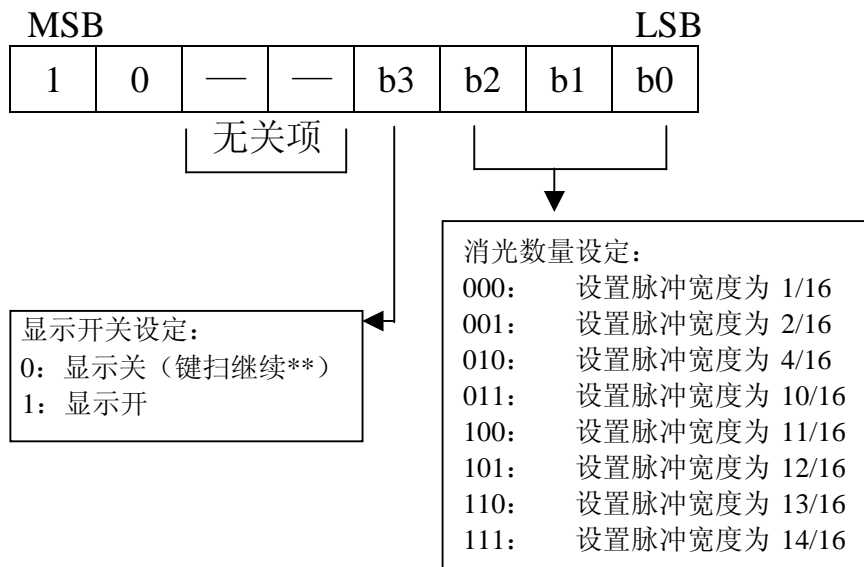 MSB LSB
1 0 — — b3 b2 b1 b0
无关项
消光数量设定：
000： 设置脉冲宽度为 1/16
001： 设置脉冲宽度为 2/16
010： 设置脉冲宽度为 4/16
011： 设置脉冲宽度为 10/16
100： 设置脉冲宽度为 11/16
101： 设置脉冲宽度为 12/16
110： 设置脉冲宽度为 13/16
111： 设置脉冲宽度为 14/16
显示开关设定：
0：显示关（键扫继续**）
1：显示开